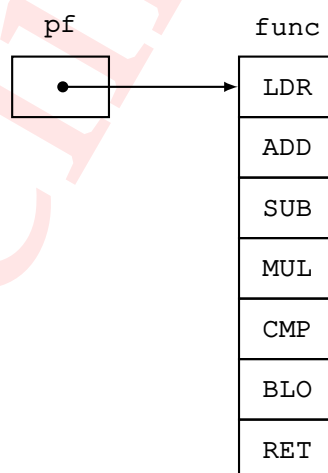 pf func
LDR
ADD
SUB
MUL
CMP
BLO
RET